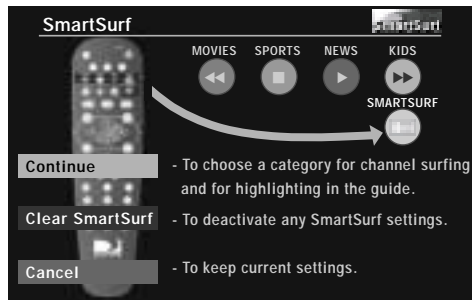 SmartSurf
SmartSurf
MOVIES SPORTS NEWS KIDS
SMARTSURF
Continue - To choose a category for channel surfing
and for highlighting in the guide.
Clear SmartSurf - To deactivate any SmartSurf settings.
Cancel - To keep current settings.